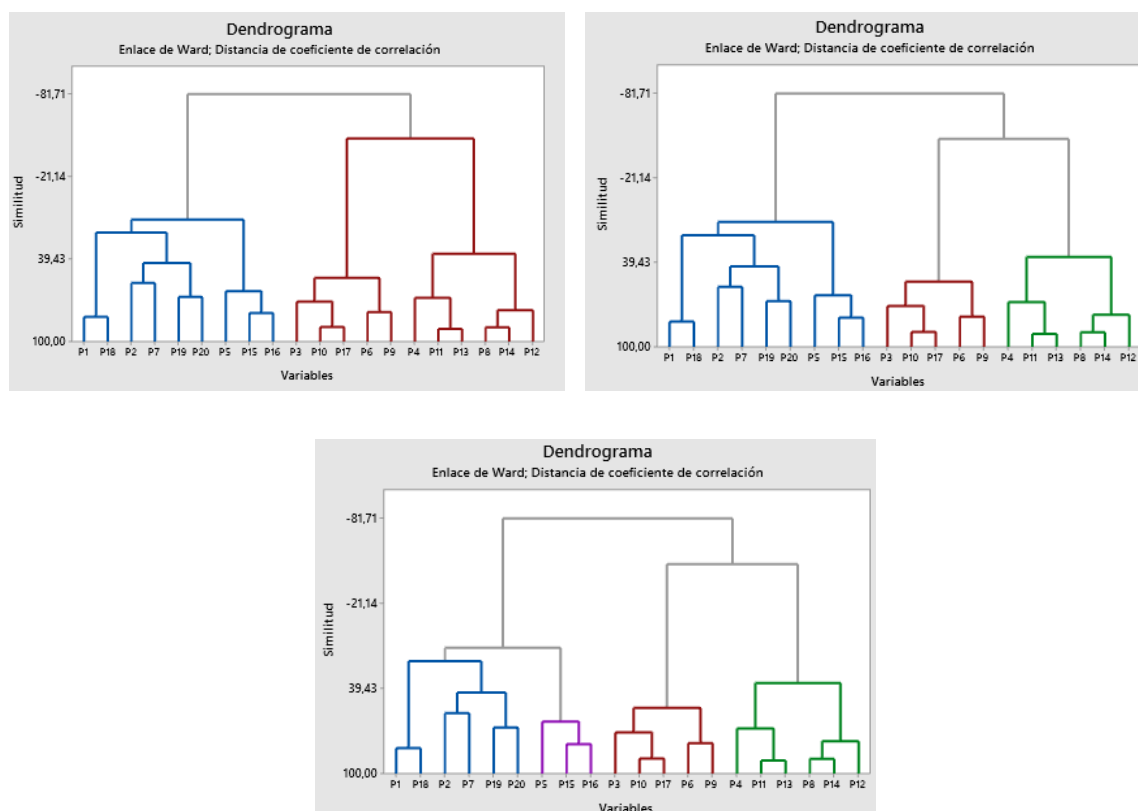 Dendrograma
Enlace de Ward; Distancia de coeficiente de correlación
Similitud
-81,71
-21,14
39,43
100,00
P1 P18 P2 P7 P19 P20 P5 P15 P16 P3 P10 P17 P6 P9 P4 P11 P13 P8 P14 P12
Variables
Dendrograma
Enlace de Ward; Distancia de coeficiente de correlación
Similitud
-81,71
-21,14
39,43
100,00
P1 P18 P2 P7 P19 P20 P5 P15 P16 P3 P10 P17 P6 P9 P4 P11 P13 P8 P14 P12
Variables
Dendrograma
Enlace de Ward; Distancia de coeficiente de correlación
Similitud
-81,71
-21,14
39,43
100,00
P1 P18 P2 P7 P19 P20 P5 P15 P16 P3 P10 P17 P6 P9 P4 P11 P13 P8 P14 P12
Variables